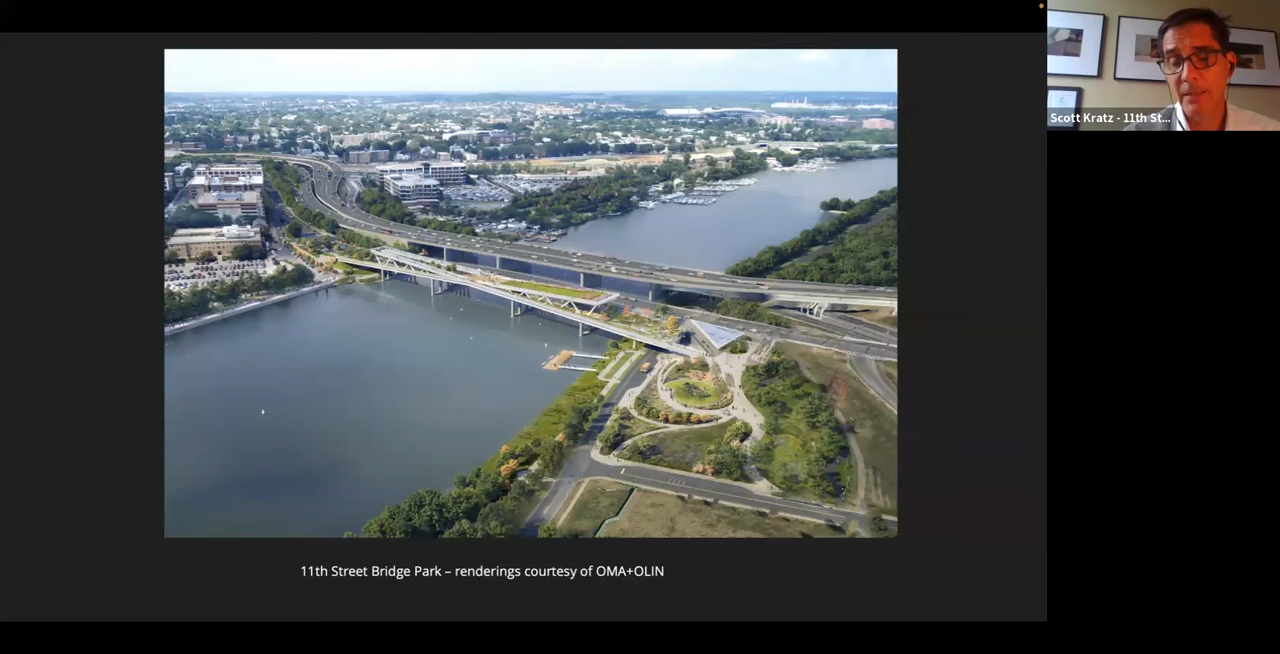 Scott Kratz - 11th St...
11th Street Bridge Park – renderings courtesy of OMA+OLIN